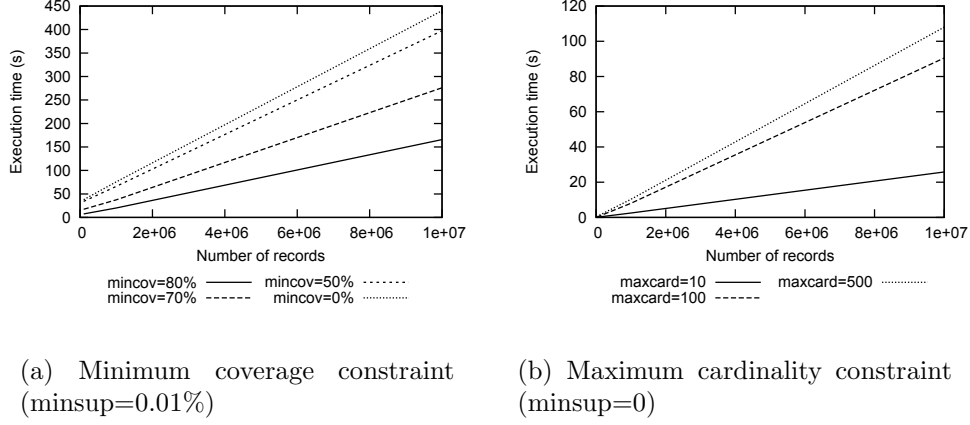 450
400
350
300
250
200
150
100
50
0
Execution time (s)
0 2e+06 4e+06 6e+06 8e+06 1e+07
Number of records
mincov=80% mincov=50%
mincov=70% mincov=0%
(a) Minimum coverage constraint
(minsup=0.01%)
120
100
80
60
40
20
0
Execution time (s)
0 2e+06 4e+06 6e+06 8e+06 1e+07
Number of records
maxcard=10 maxcard=500
maxcard=100
(b) Maximum cardinality constraint
(minsup=0)